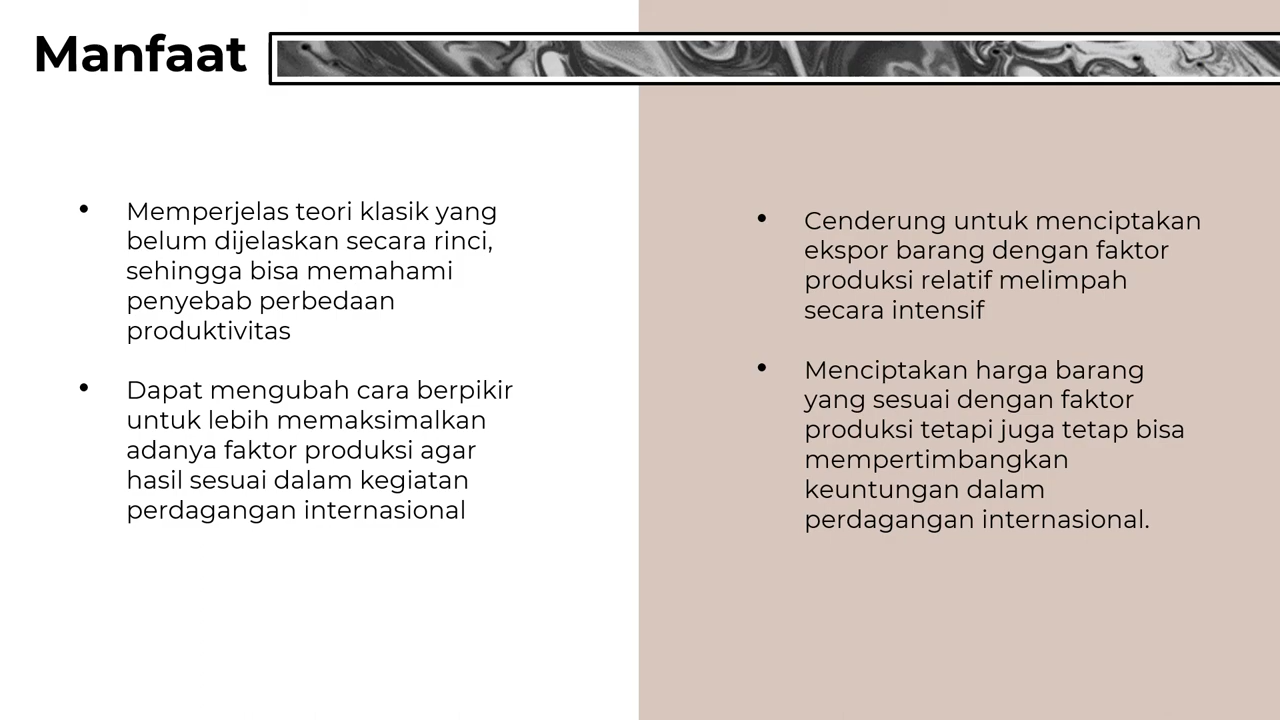 Manfaat
• Memperjelas teori klasik yang
belum dijelaskan secara rinci,
sehingga bisa memahami
penyebab perbedaan
produktivitas
• Dapat mengubah cara berpikir
untuk lebih memaksimalkan
adanya faktor produksi agar
hasil sesuai dalam kegiatan
perdagangan internasional
• Cenderung untuk menciptakan
ekspor barang dengan faktor
produksi relatif melimpah
secara intensif
• Menciptakan harga barang
yang sesuai dengan faktor
produksi tetapi juga tetap bisa
mempertimbangkan
keuntungan dalam
perdagangan internasional.